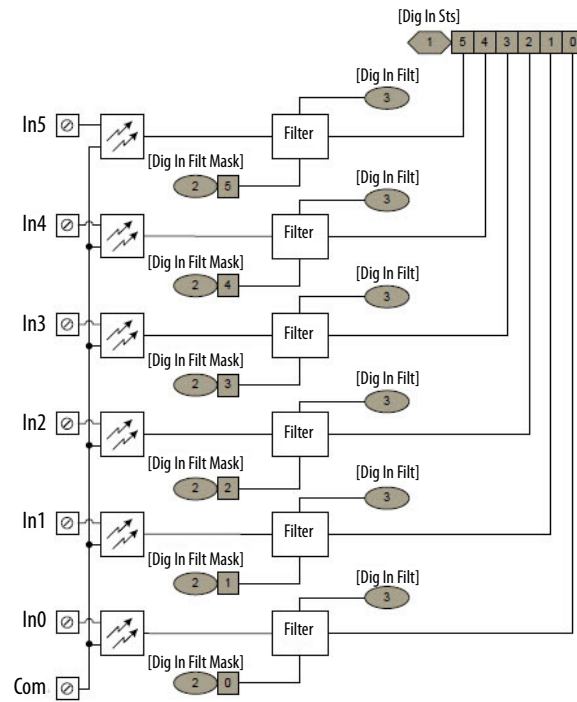 [Dig In Sts]
1 5 4 3 2 1 0
[Dig In Filt]
3
In5
Filter
[Dig In Filt Mask]
2 5
[Dig In Filt]
3
In4
Filter
[Dig In Filt Mask]
2 4
[Dig In Filt]
3
In3
Filter
[Dig In Filt Mask]
2 3
[Dig In Filt]
3
In2
Filter
[Dig In Filt Mask]
2 2
[Dig In Filt]
3
In1
Filter
[Dig In Filt Mask]
2 1
[Dig In Filt]
3
In0
Filter
[Dig In Filt Mask]
2 0
Com